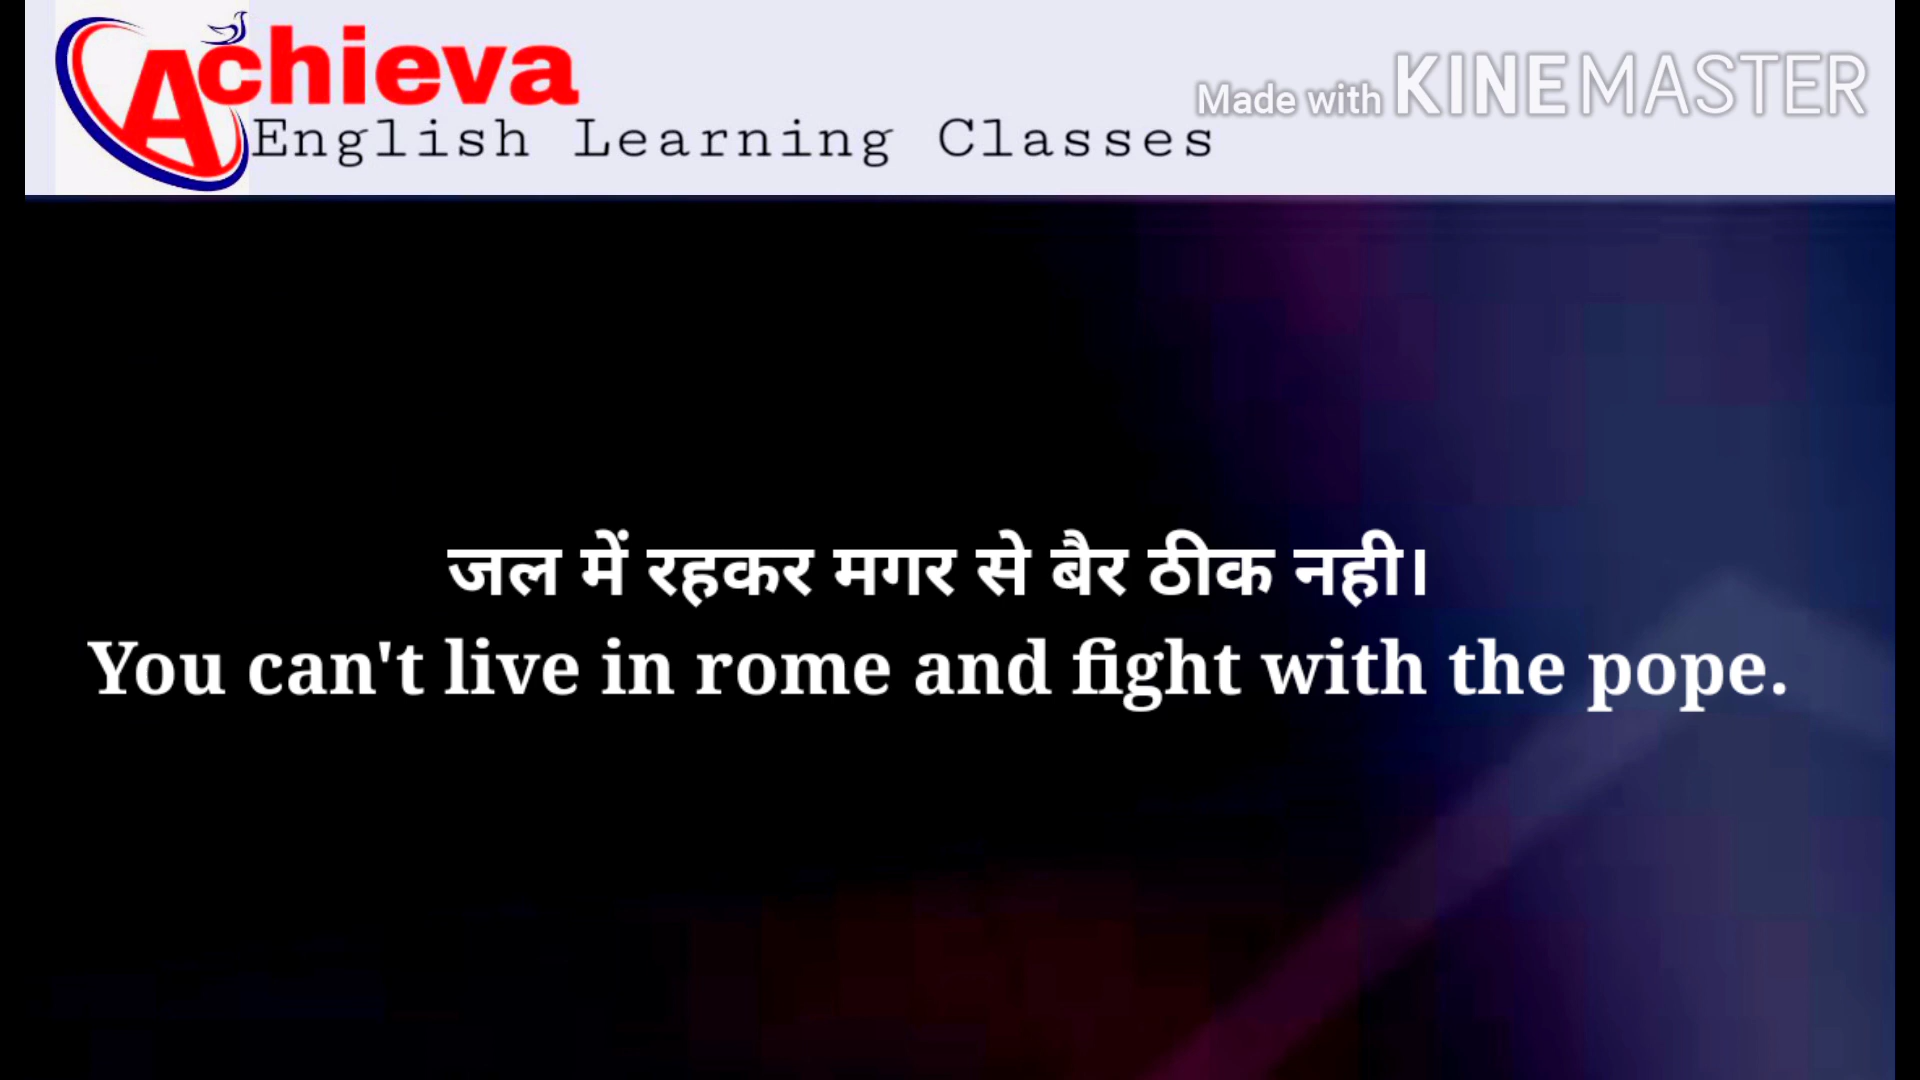 Achieva
Made with KINEMASTER
English Learning Classes
जल में रहकर मगर से बैर ठीक नही।
You can't live in rome and fight with the pope.